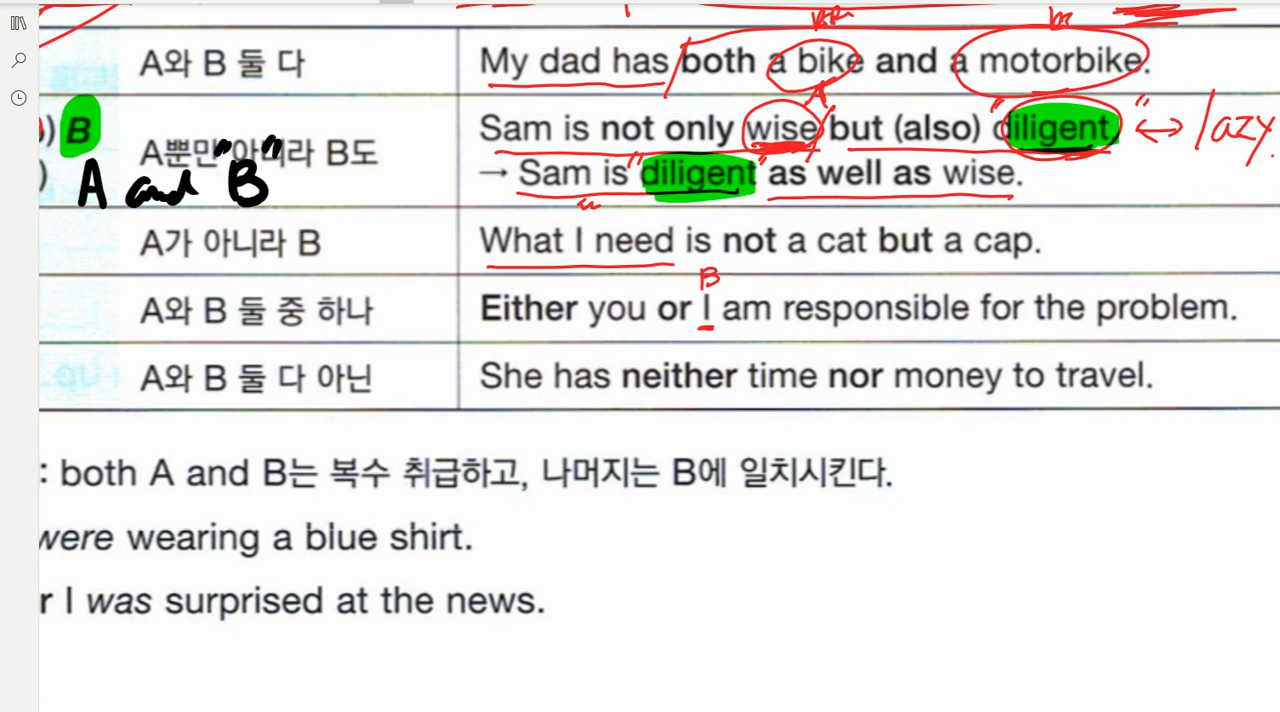 A와 B 둘 다 My dad has both a bike and a motorbike.
) B A뿐만 아니라 B도 Sam is not only wise but (also) diligent, ↔ lazy.
) → Sam is diligent as well as wise.
A and B
A가 아니라 B What I need is not a cat but a cap.
B
A와 B 둘 중 하나 Either you or I am responsible for the problem.
A와 B 둘 다 아닌 She has neither time nor money to travel.
: both A and B는 복수 취급하고, 나머지는 B에 일치시킨다.
were wearing a blue shirt.
r I was surprised at the news.